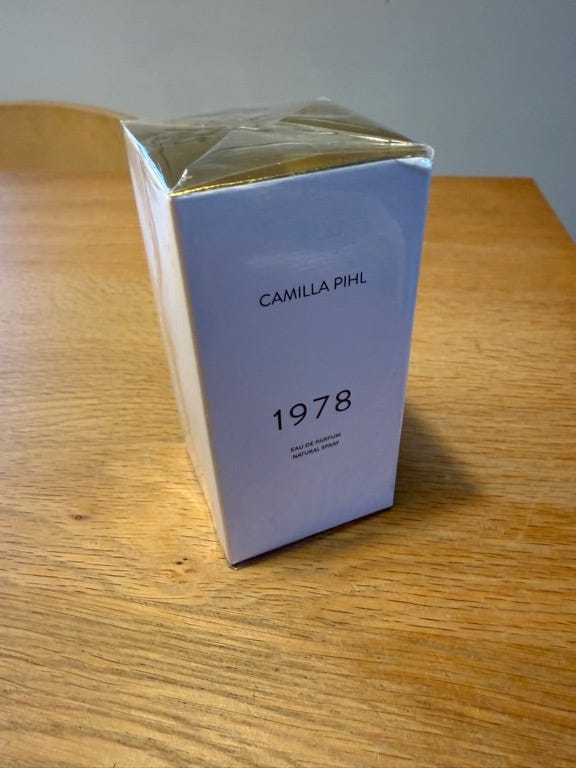 CAMILLA PIHL
1978
EAU DE PARFUM
NATURAL SPRAY